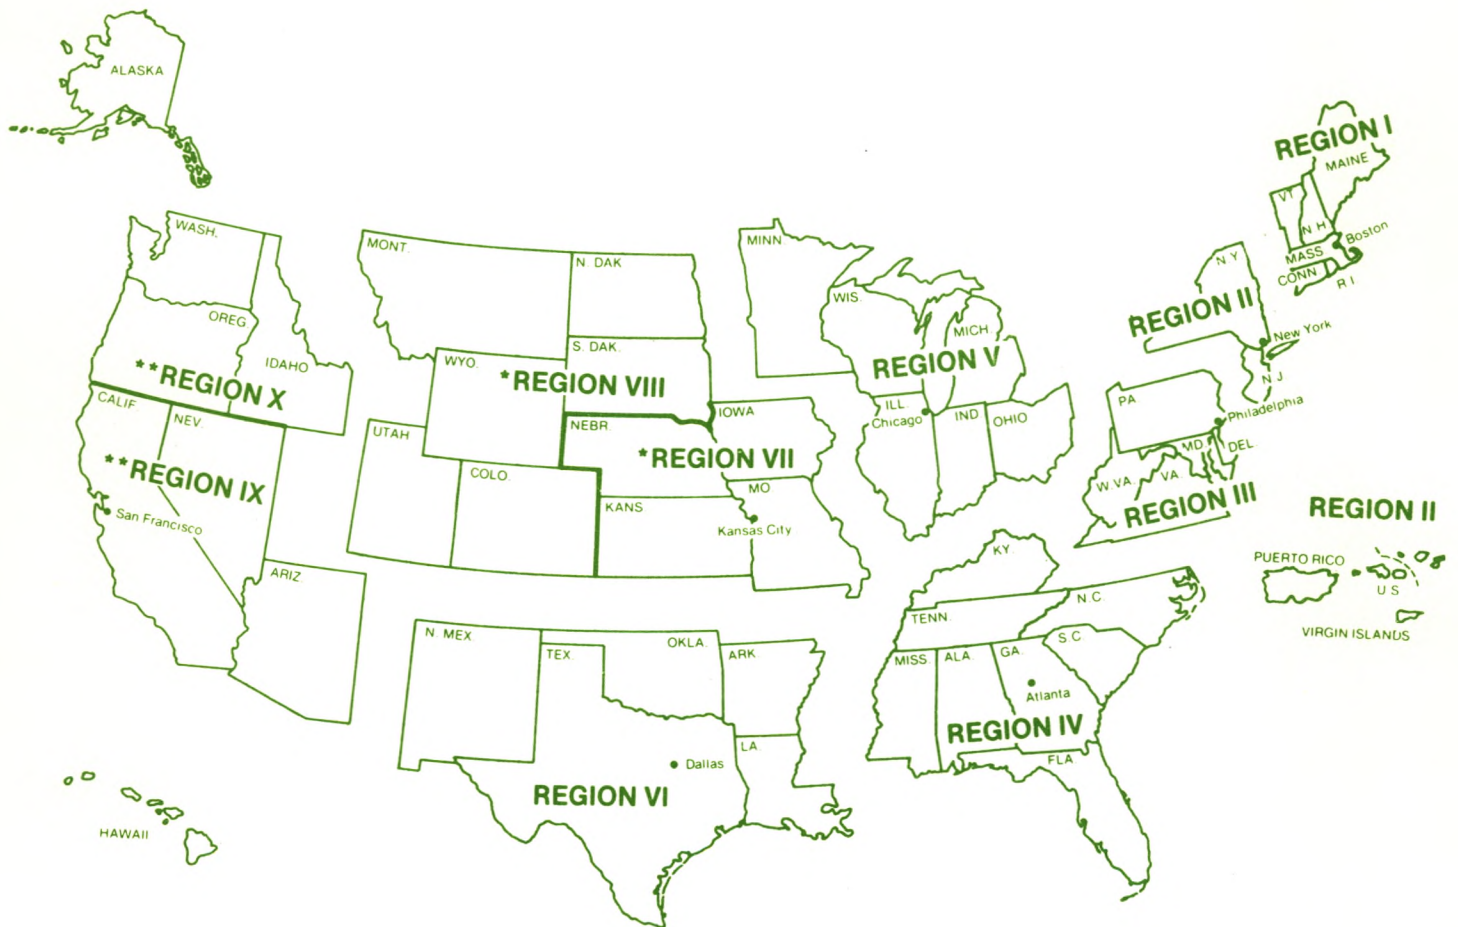 ALASKA
REGION I
MAINE
VT
N H
Boston
MASS
CONN
R I
WASH.
MONT.
N. DAK
MINN.
N Y
OREG.
WIS.
MICH.
REGION II
New York
IDAHO
WYO.
S. DAK.
REGION V
N.J
**REGION X
*REGION VIII
PA
CALIF.
NEV.
UTAH
NEBR.
IOWA
ILL.
Chicago
IND
OHIO
Philadelphia
MD.
DEL
**REGION IX
COLO.
*REGION VII
W.VA.
VA.
REGION III
San Francisco
KANS
MO
Kansas City
REGION II
ARIZ.
KY.
PUERTO RICO
U S
VIRGIN ISLANDS
N. MEX
TEX.
OKLA.
ARK.
TENN.
N.C.
S.C
MISS.
ALA.
GA.
Atlanta
REGION IV
FLA.
LA.
Dallas
REGION VI
HAWAII